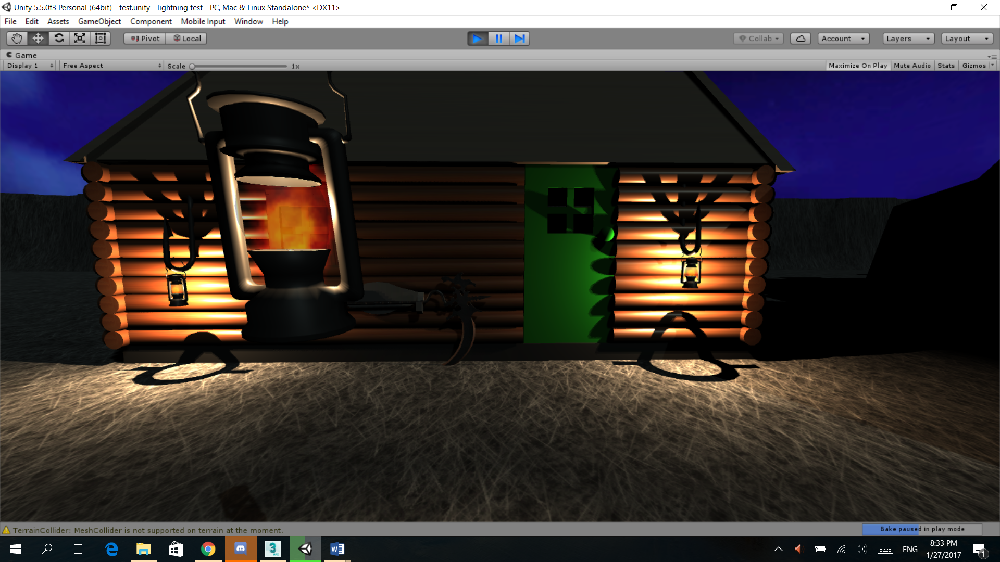 Unity 5.5.0f3 Personal (64bit) - test.unity - lightning test - PC, Mac & Linux Standalone* <DX11>
File Edit Assets GameObject Component Mobile Input Window Help
Pivot Local Collab Account Layers Layout
Game
Display 1 Free Aspect Scale 1x Maximize On Play Mute Audio Stats Gizmos
TerrainCollider: MeshCollider is not supported on terrain at the moment. Bake paused in play mode
3 MAX W ENG 8:33 PM
1/27/2017 1